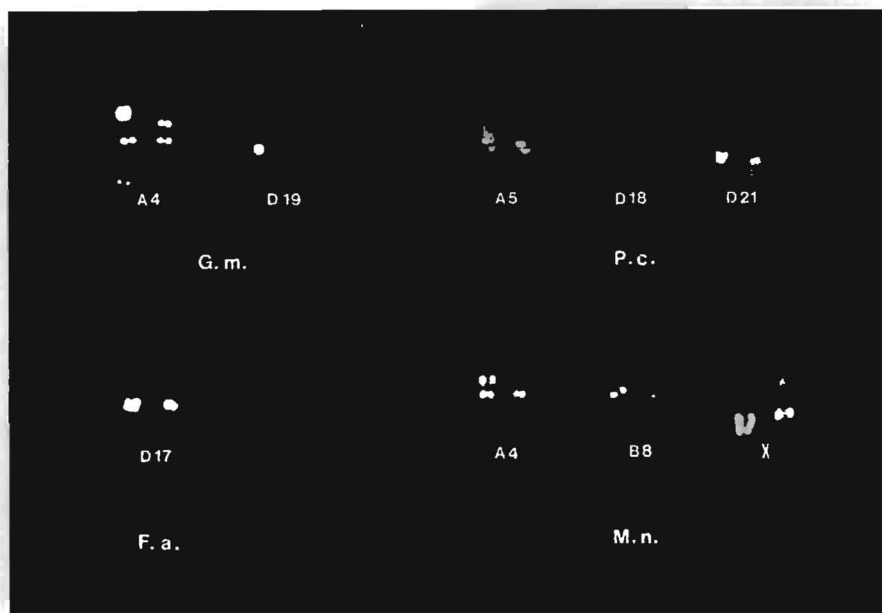 A4 D19 A5 D18 D21
G.m. P.c.
D17 A4 B8 X
F.a. M.n.